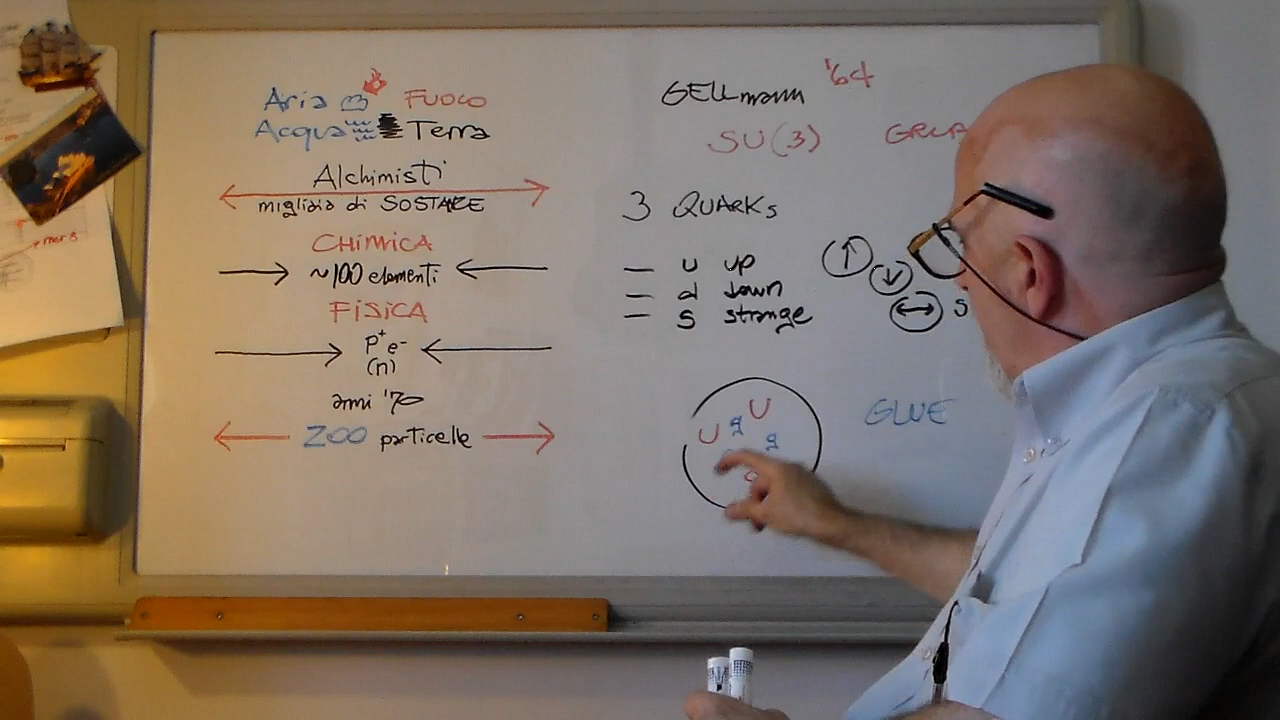 Aria FUOCO
Acqua Terra
Alchimisti
migliaia di SOSTANZE
CHIMICA
~100 elementi
FISICA
p+ e-
(n)
anni '70
ZOO particelle
GELLmann '64
SU(3)
3 QUARKs
— u up
— d down
— s strange
S
U
U g g
GLUE